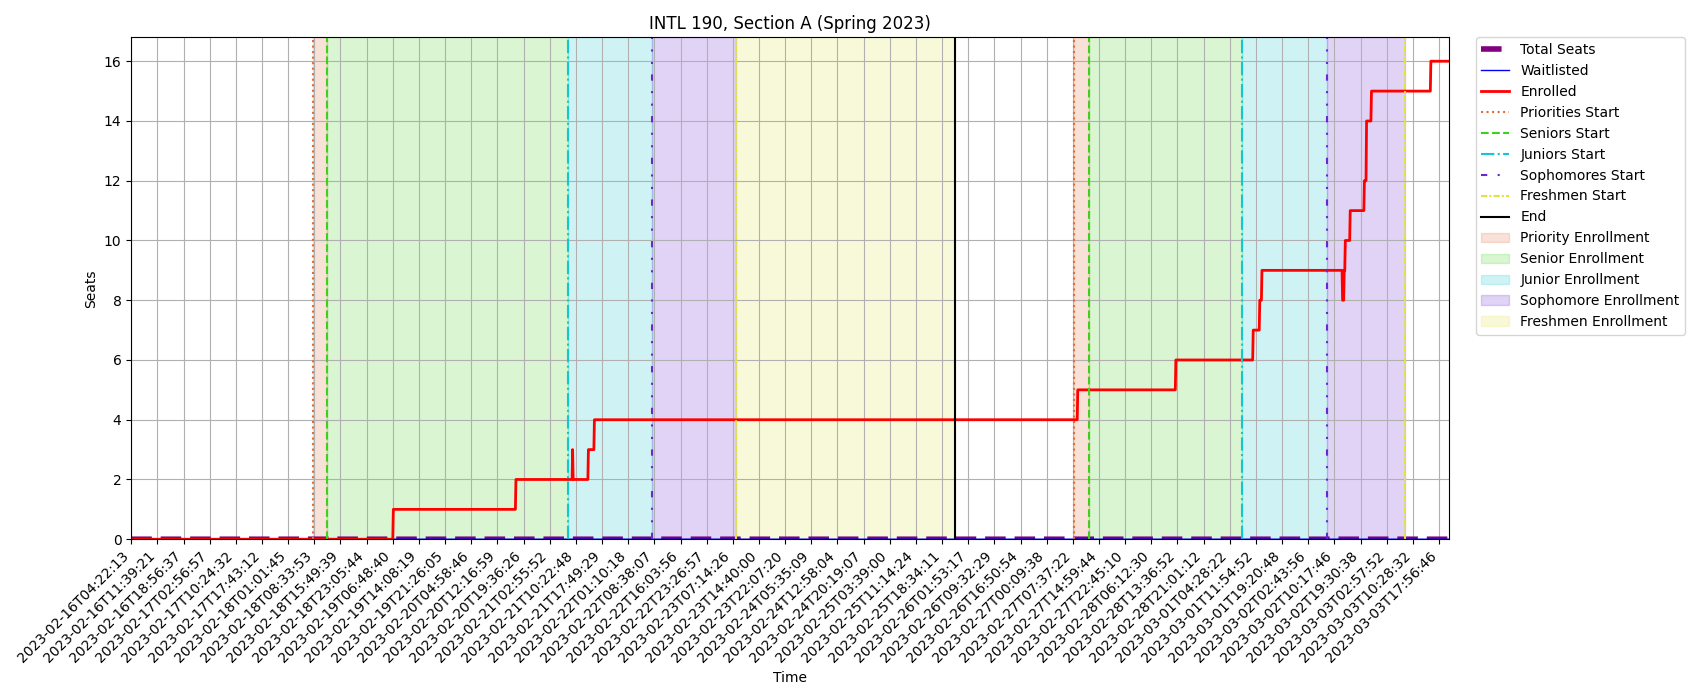 INTL 190, Section A (Spring 2023)
Seats
16
14
12
10
8
6
4
2
0
2023-02-16T04:22:13
2023-02-16T11:39:21
2023-02-16T18:56:37
2023-02-17T02:56:57
2023-02-17T10:24:32
2023-02-17T17:43:12
2023-02-18T01:01:45
2023-02-18T08:33:53
2023-02-18T15:49:39
2023-02-18T23:05:44
2023-02-19T06:48:40
2023-02-19T14:08:19
2023-02-19T21:26:05
2023-02-20T04:58:46
2023-02-20T12:16:59
2023-02-20T19:36:26
2023-02-21T02:55:52
2023-02-21T10:22:48
2023-02-21T17:49:29
2023-02-22T01:10:18
2023-02-22T08:38:07
2023-02-22T16:03:56
2023-02-22T23:26:57
2023-02-23T07:14:26
2023-02-23T14:40:00
2023-02-23T22:07:20
2023-02-24T05:35:09
2023-02-24T12:58:04
2023-02-24T20:19:07
2023-02-25T03:39:00
2023-02-25T11:14:24
2023-02-25T18:34:11
2023-02-26T01:53:17
2023-02-26T09:32:29
2023-02-26T16:50:54
2023-02-27T00:09:38
2023-02-27T07:37:22
2023-02-27T14:59:44
2023-02-27T22:45:10
2023-02-28T06:12:30
2023-02-28T13:36:52
2023-02-28T21:01:12
2023-03-01T04:28:22
2023-03-01T11:54:52
2023-03-01T19:20:48
2023-03-02T02:43:56
2023-03-02T10:17:46
2023-03-02T19:30:38
2023-03-03T02:57:52
2023-03-03T10:28:32
2023-03-03T17:56:46
Time
Total Seats
Waitlisted
Enrolled
Priorities Start
Seniors Start
Juniors Start
Sophomores Start
Freshmen Start
End
Priority Enrollment
Senior Enrollment
Junior Enrollment
Sophomore Enrollment
Freshmen Enrollment